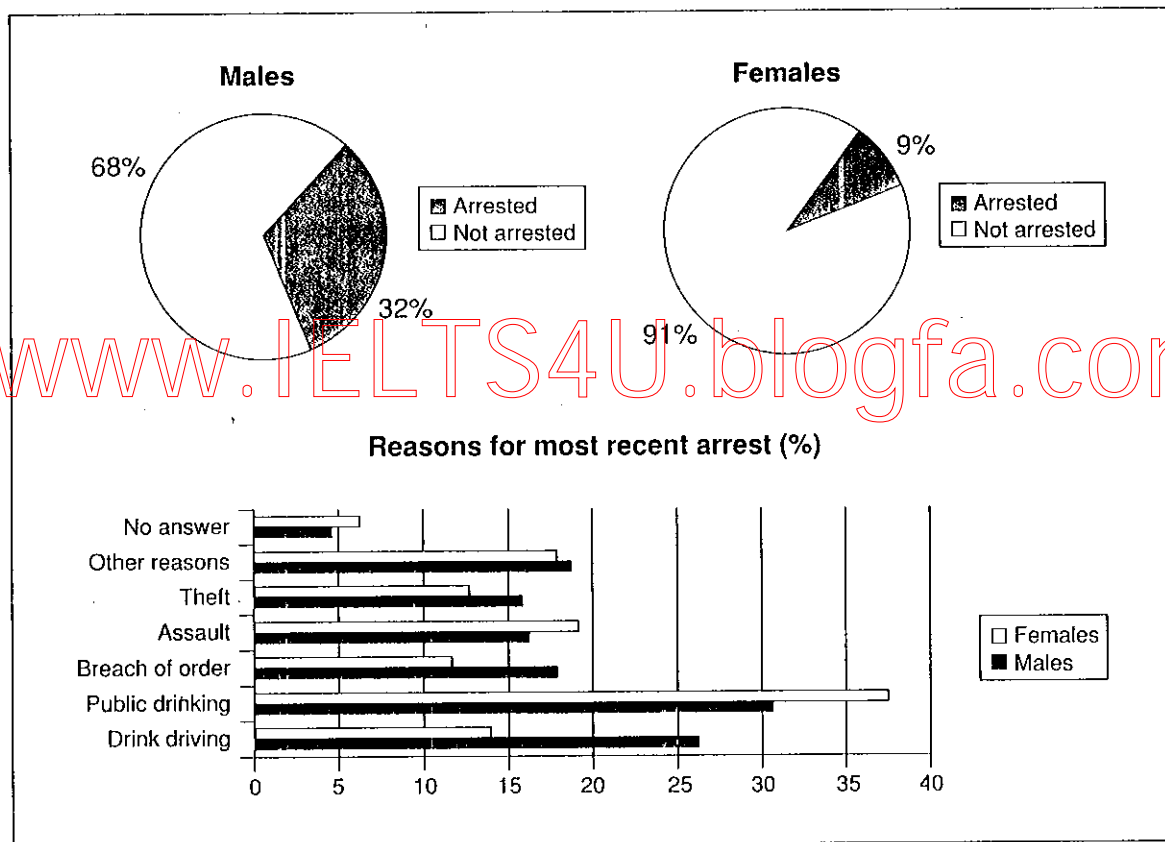 Males
Females
68%
32%
Arrested
Not arrested
9%
91%
Arrested
Not arrested
www.IELTS4U.blogfa.com
Reasons for most recent arrest (%)
No answer
Other reasons
Theft
Assault
Breach of order
Public drinking
Drink driving
Females
Males
0 5 10 15 20 25 30 35 40